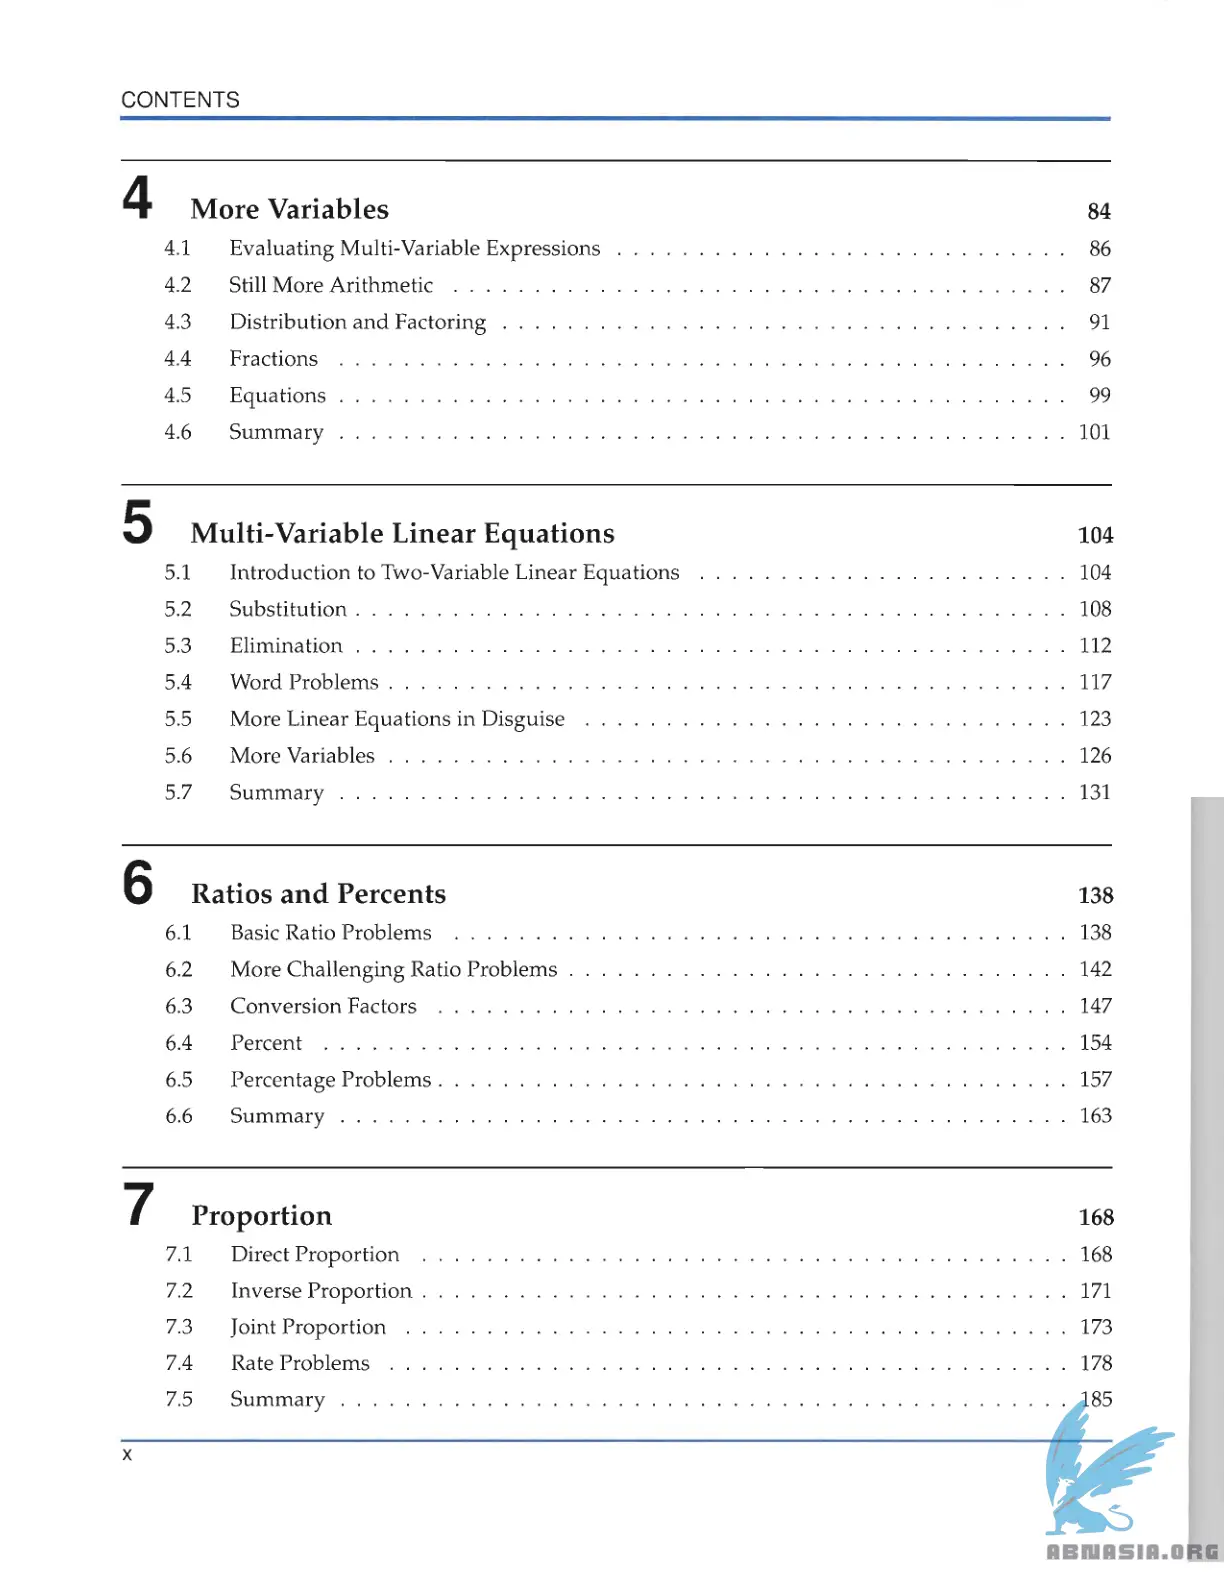 CONTENTS
4 More Variables 84
4.1 Evaluating Multi-Variable Expressions . . . . . . . . . . . . . . . . . . . . . . . . . . . . 86
4.2 Still More Arithmetic . . . . . . . . . . . . . . . . . . . . . . . . . . . . . . . . . . . . . . 87
4.3 Distribution and Factoring . . . . . . . . . . . . . . . . . . . . . . . . . . . . . . . . . . . 91
4.4 Fractions . . . . . . . . . . . . . . . . . . . . . . . . . . . . . . . . . . . . . . . . . . . . . 96
4.5 Equations . . . . . . . . . . . . . . . . . . . . . . . . . . . . . . . . . . . . . . . . . . . . . 99
4.6 Summary . . . . . . . . . . . . . . . . . . . . . . . . . . . . . . . . . . . . . . . . . . . . . 101
5 Multi-Variable Linear Equations 104
5.1 Introduction to Two-Variable Linear Equations . . . . . . . . . . . . . . . . . . . . . . . 104
5.2 Substitution . . . . . . . . . . . . . . . . . . . . . . . . . . . . . . . . . . . . . . . . . . . . 108
5.3 Elimination . . . . . . . . . . . . . . . . . . . . . . . . . . . . . . . . . . . . . . . . . . . . 112
5.4 Word Problems . . . . . . . . . . . . . . . . . . . . . . . . . . . . . . . . . . . . . . . . . . 117
5.5 More Linear Equations in Disguise . . . . . . . . . . . . . . . . . . . . . . . . . . . . . . 123
5.6 More Variables . . . . . . . . . . . . . . . . . . . . . . . . . . . . . . . . . . . . . . . . . . 126
5.7 Summary . . . . . . . . . . . . . . . . . . . . . . . . . . . . . . . . . . . . . . . . . . . . . 131
6 Ratios and Percents 138
6.1 Basic Ratio Problems . . . . . . . . . . . . . . . . . . . . . . . . . . . . . . . . . . . . . . 138
6.2 More Challenging Ratio Problems . . . . . . . . . . . . . . . . . . . . . . . . . . . . . . . 142
6.3 Conversion Factors . . . . . . . . . . . . . . . . . . . . . . . . . . . . . . . . . . . . . . . 147
6.4 Percent . . . . . . . . . . . . . . . . . . . . . . . . . . . . . . . . . . . . . . . . . . . . . . 154
6.5 Percentage Problems . . . . . . . . . . . . . . . . . . . . . . . . . . . . . . . . . . . . . . . 157
6.6 Summary . . . . . . . . . . . . . . . . . . . . . . . . . . . . . . . . . . . . . . . . . . . . . 163
7 Proportion 168
7.1 Direct Proportion . . . . . . . . . . . . . . . . . . . . . . . . . . . . . . . . . . . . . . . . 168
7.2 Inverse Proportion . . . . . . . . . . . . . . . . . . . . . . . . . . . . . . . . . . . . . . . . 171
7.3 Joint Proportion . . . . . . . . . . . . . . . . . . . . . . . . . . . . . . . . . . . . . . . . . 173
7.4 Rate Problems . . . . . . . . . . . . . . . . . . . . . . . . . . . . . . . . . . . . . . . . . . 178
7.5 Summary . . . . . . . . . . . . . . . . . . . . . . . . . . . . . . . . . . . . . . . . . . . . . 185
x
ABNASIA.ORG